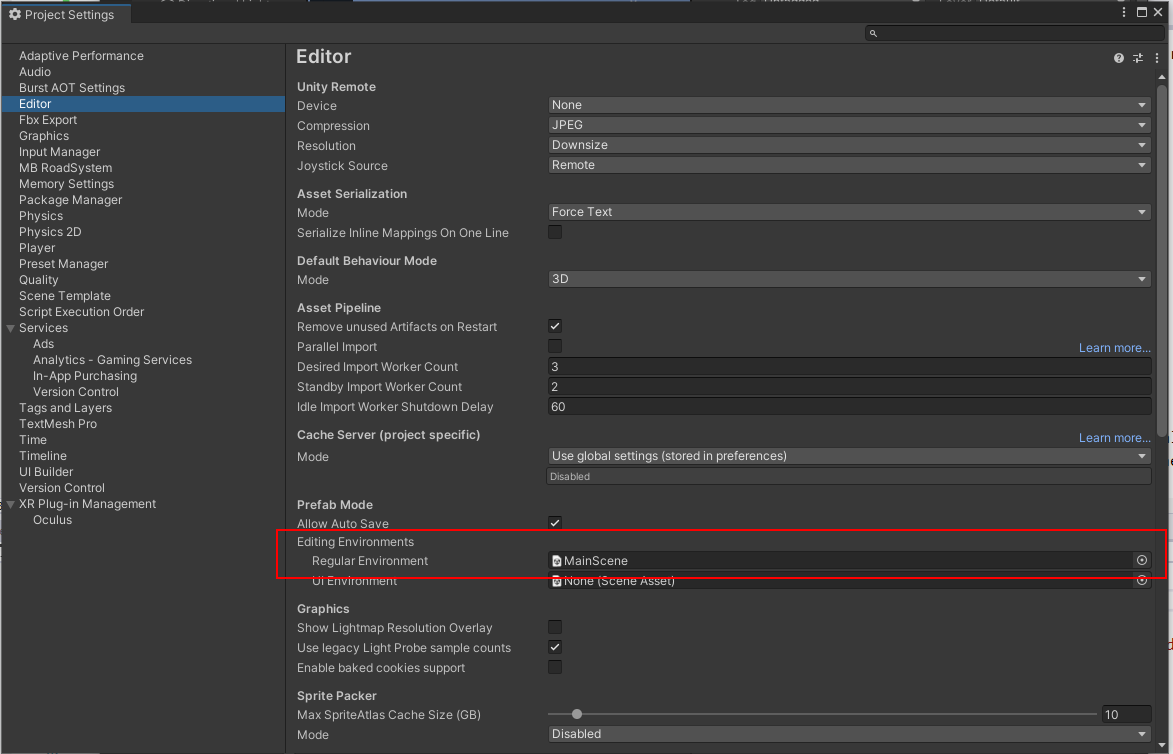 Project Settings
Adaptive Performance
Audio
Burst AOT Settings
Editor
Fbx Export
Graphics
Input Manager
MB RoadSystem
Memory Settings
Package Manager
Physics
Physics 2D
Player
Preset Manager
Quality
Scene Template
Script Execution Order
Services
Ads
Analytics - Gaming Services
In-App Purchasing
Version Control
Tags and Layers
TextMesh Pro
Time
Timeline
UI Builder
Version Control
XR Plug-in Management
Oculus
Editor
Unity Remote
Device None
Compression JPEG
Resolution Downsize
Joystick Source Remote
Asset Serialization
Mode Force Text
Serialize Inline Mappings On One Line
Default Behaviour Mode
Mode 3D
Asset Pipeline
Remove unused Artifacts on Restart
Parallel Import Learn more...
Desired Import Worker Count 3
Standby Import Worker Count 2
Idle Import Worker Shutdown Delay 60
Cache Server (project specific) Learn more...
Mode Use global settings (stored in preferences)
Disabled
Prefab Mode
Allow Auto Save
Editing Environments
Regular Environment MainScene
UI Environment None (Scene Asset)
Graphics
Show Lightmap Resolution Overlay
Use legacy Light Probe sample counts
Enable baked cookies support
Sprite Packer
Max SpriteAtlas Cache Size (GB) 10
Mode Disabled